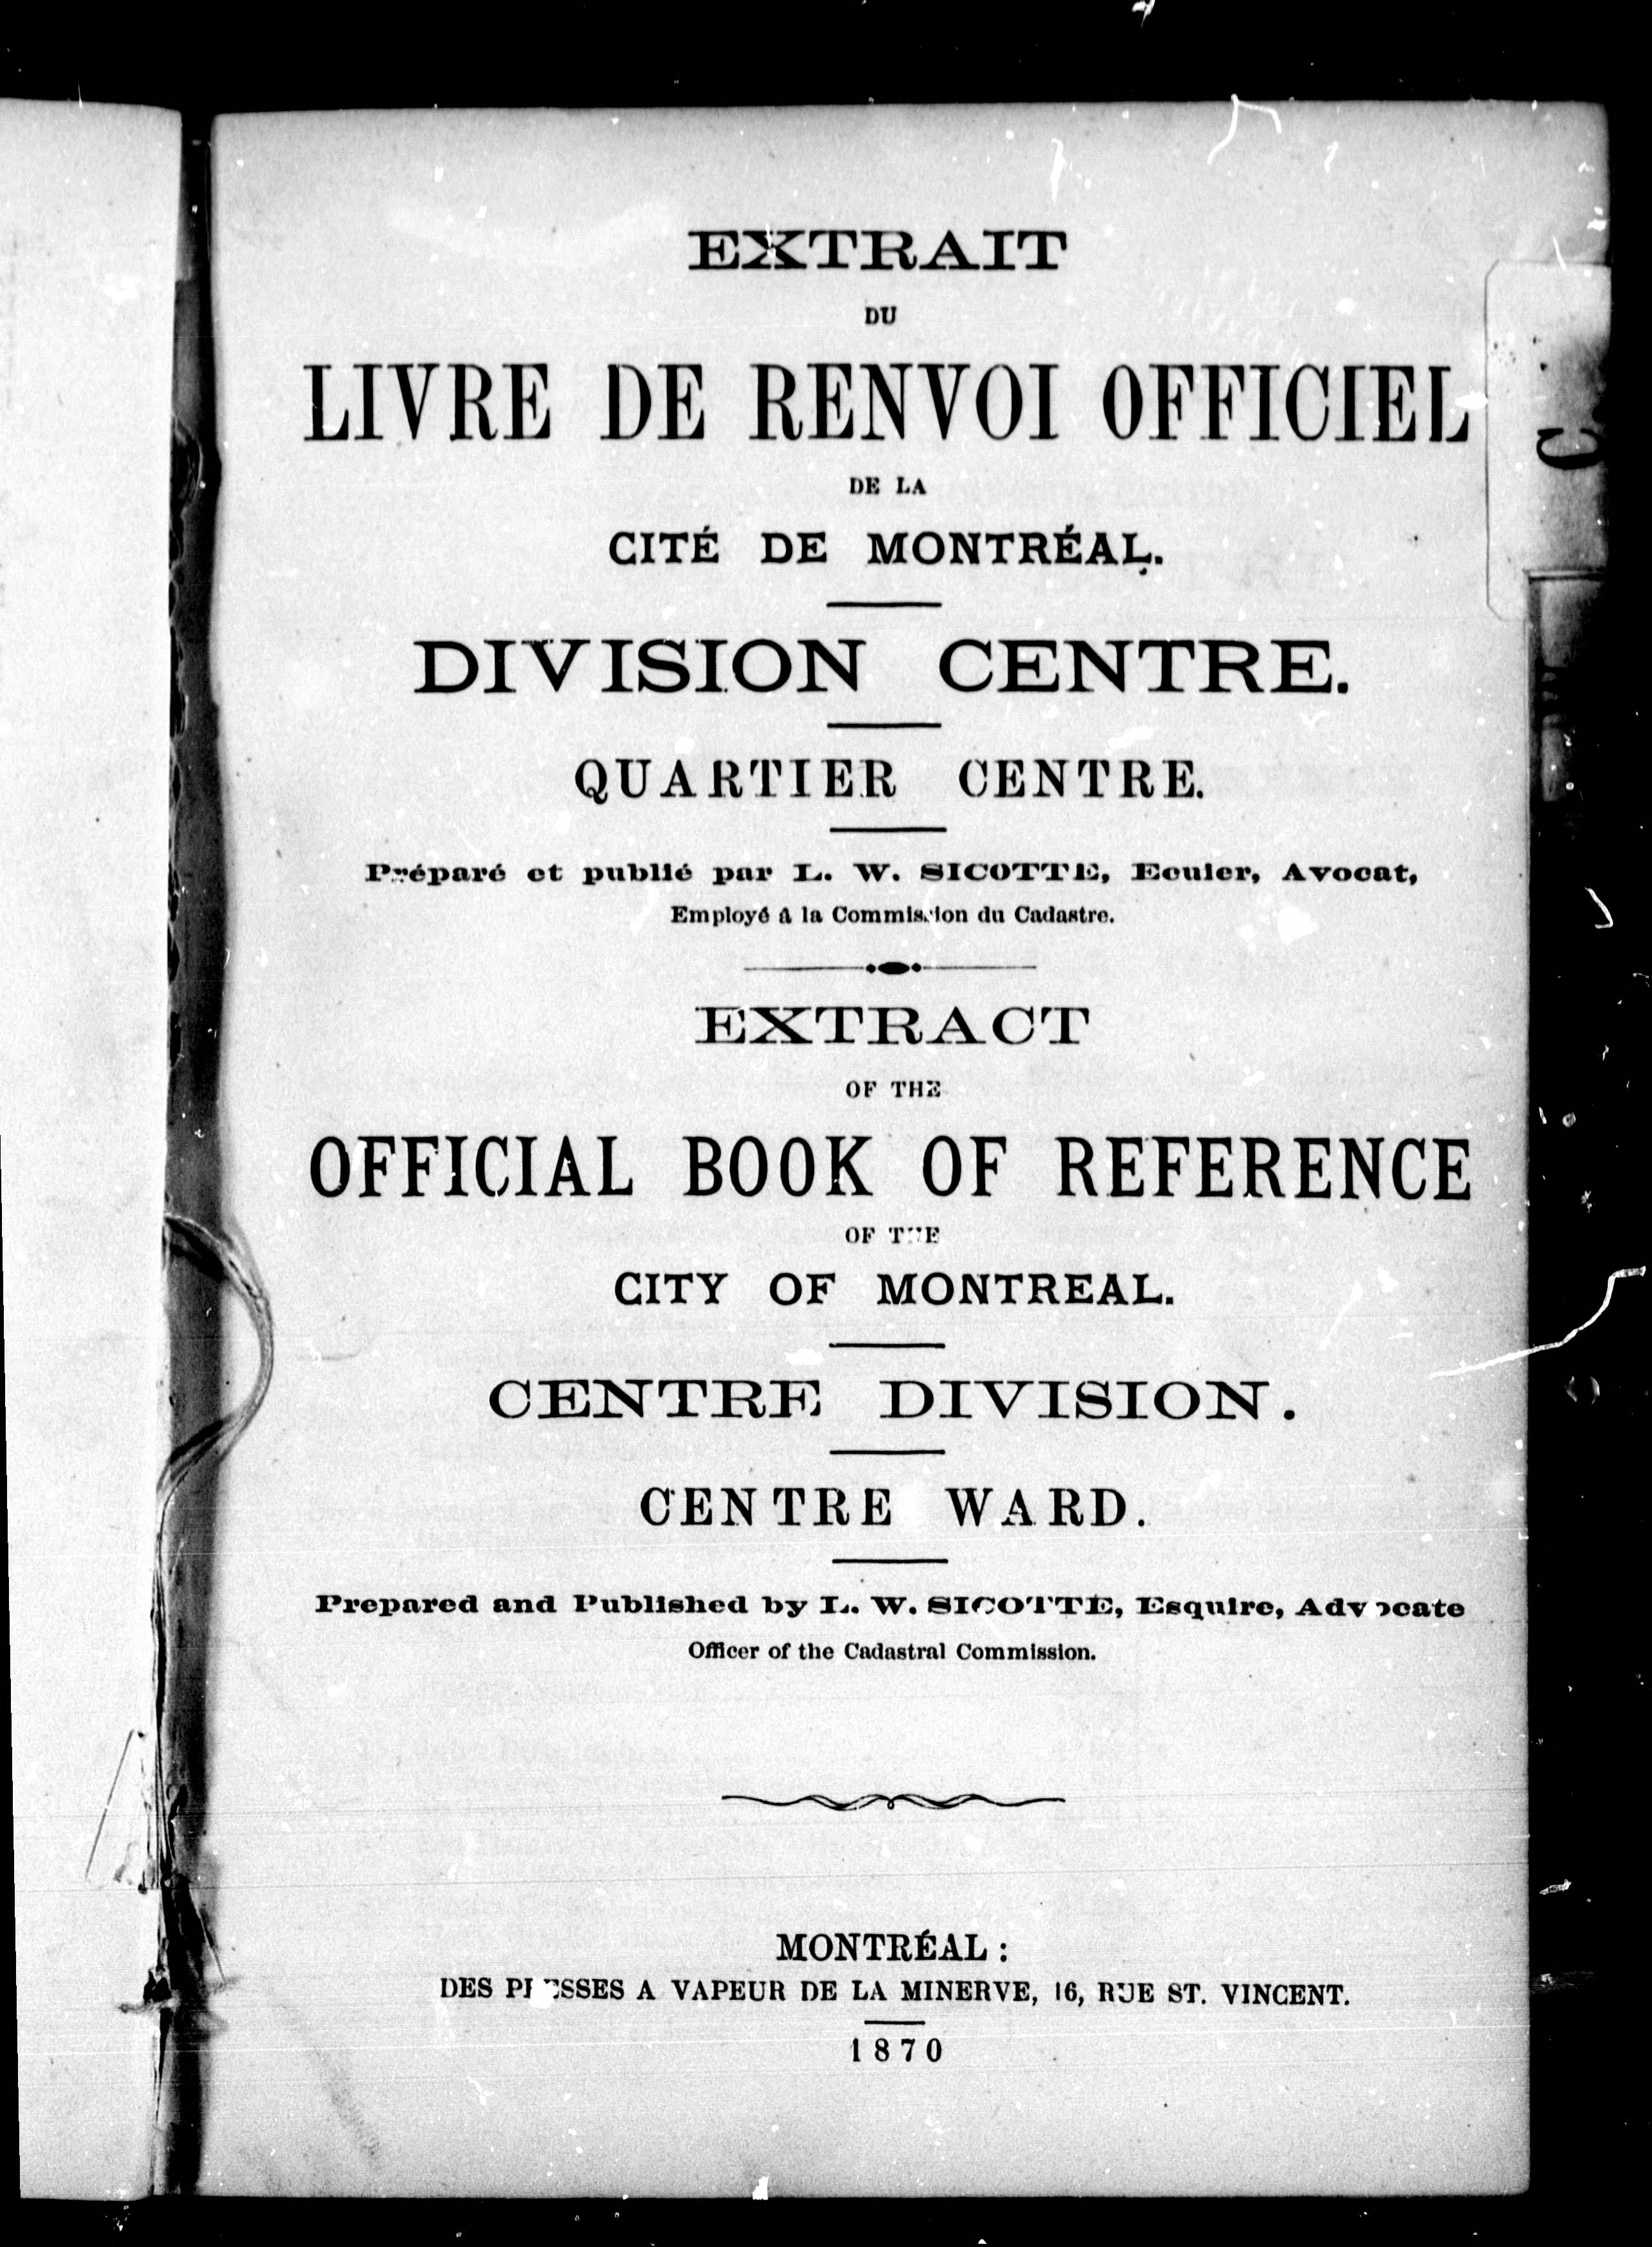 EXTRAIT
DU
LIVRE DE RENVOI OFFICIEL
DE LA
CITÉ DE MONTRÉAL.
DIVISION CENTRE.
QUARTIER CENTRE.
Préparé et publié par L. W. SICOTTE, Ecuier, Avocat,
Employé à la Commission du Cadastre.
EXTRACT
OF THE
OFFICIAL BOOK OF REFERENCE
OF THE
CITY OF MONTREAL.
CENTRE DIVISION.
CENTRE WARD.
Prepared and Published by L. W. SICOTTE, Esquire, Advocate
Officer of the Cadastral Commission.
MONTRÉAL :
DES PRESSES A VAPEUR DE LA MINERVE, 16, RUE ST. VINCENT.
1870